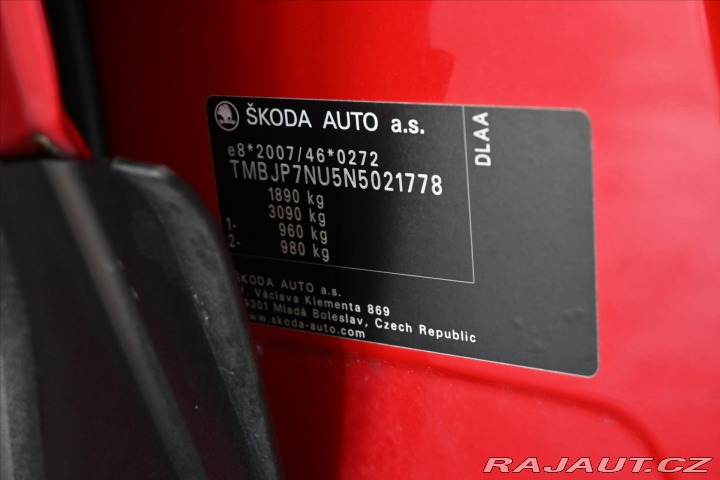 ŠKODA AUTO a.s.
DLAA
e8*2007/46*0272
TMBJP7NU5N5021778
1890 kg
3090 kg
1- 960 kg
2- 980 kg
ŠKODA AUTO a.s.
Václava Klementa 869
Mladá Boleslav, Czech Republic
www.skoda-auto.com
RAJAUT.CZ